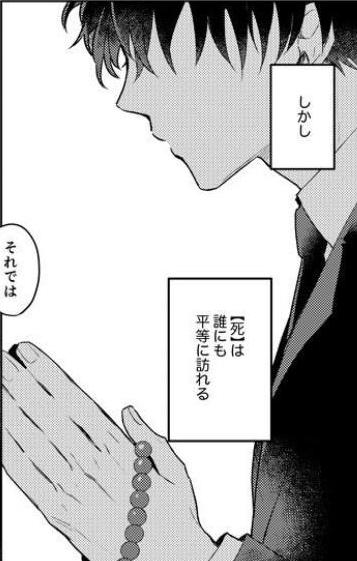 しかし
【死】は
誰にも
平等に訪れる
それでは